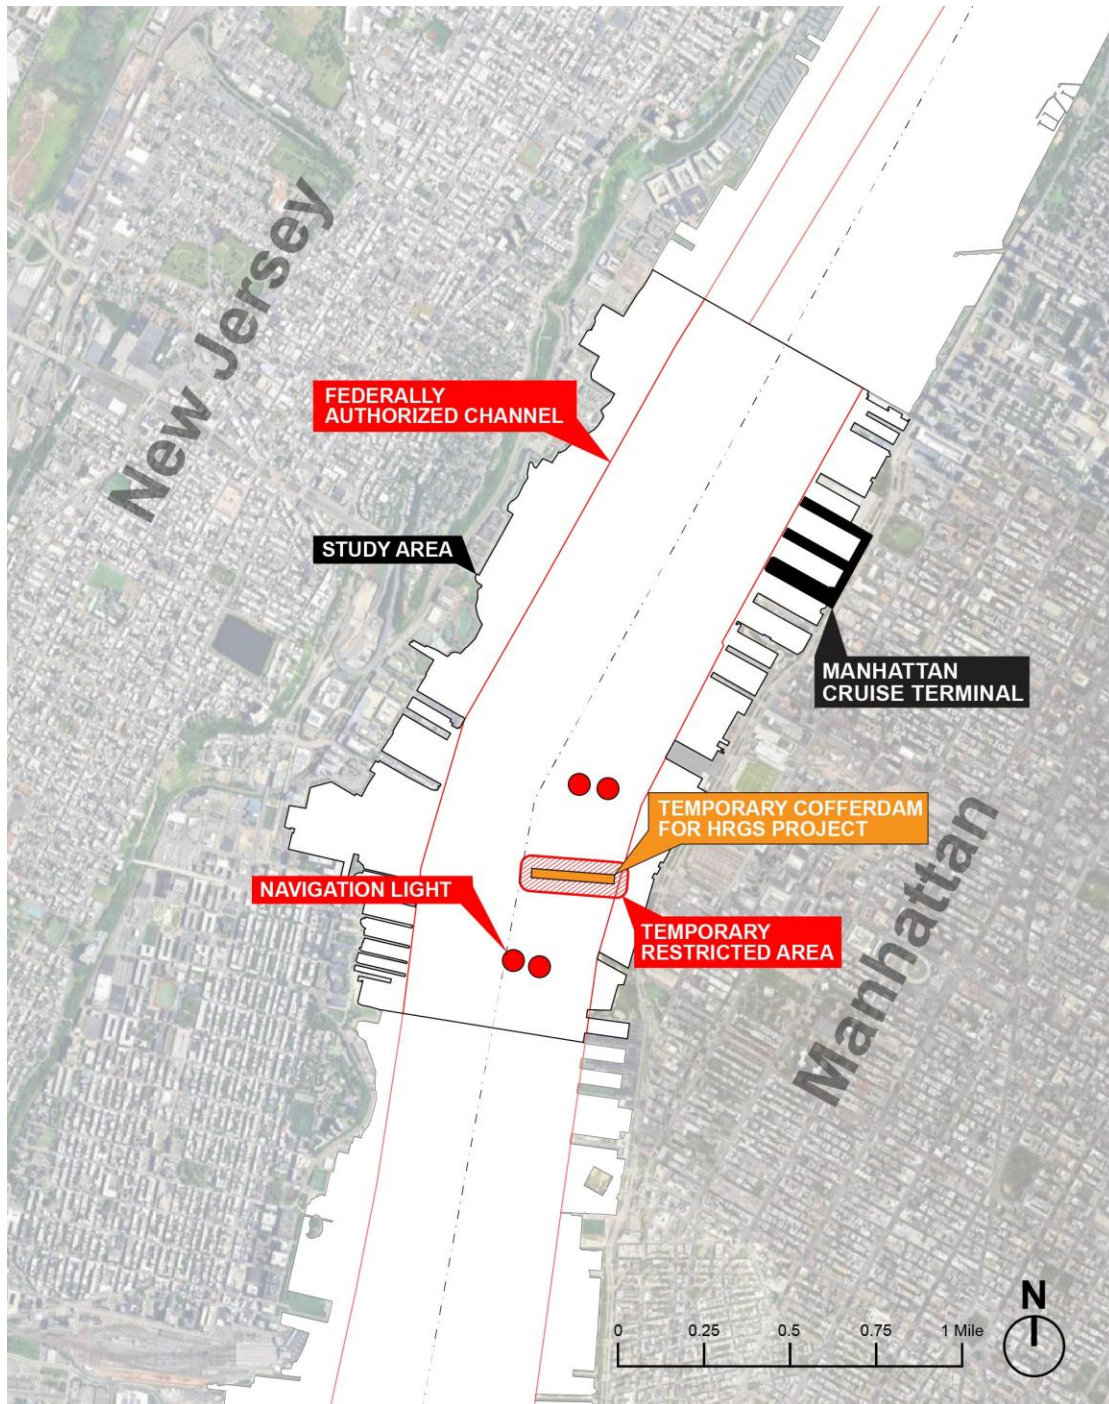 New Jersey
FEDERALLY
AUTHORIZED CHANNEL
STUDY AREA
MANHATTAN
CRUISE TERMINAL
TEMPORARY COFFERDAM
FOR HRGS PROJECT
NAVIGATION LIGHT
TEMPORARY
RESTRICTED AREA
Manhattan
N
0 0.25 0.5 0.75 1 Mile